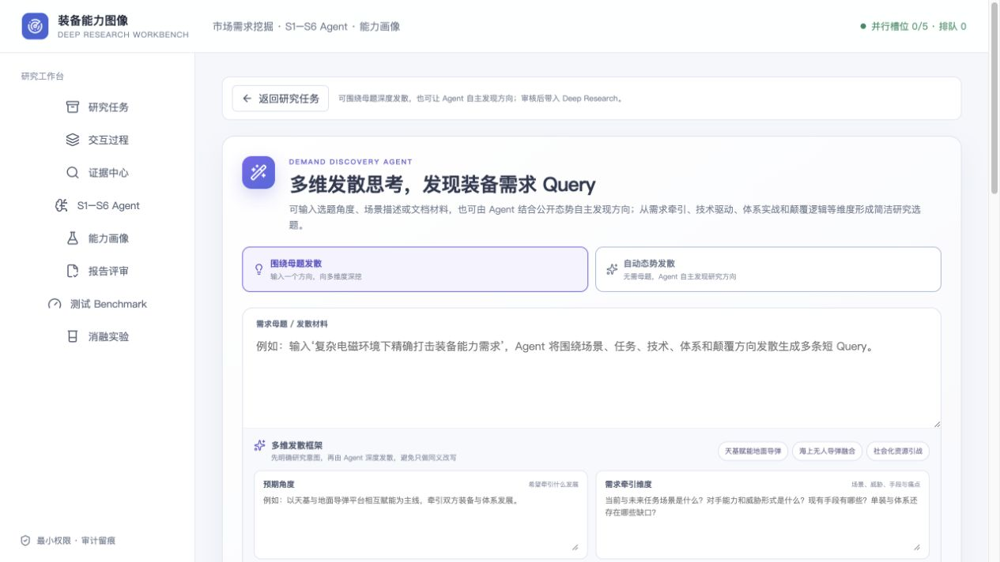 装备能力图像
DEEP RESEARCH WORKBENCH
市场需求挖掘 · S1—S6 Agent · 能力画像
并行槽位 0/5 · 排队 0
研究工作台
研究任务
交互过程
证据中心
S1—S6 Agent
能力画像
报告评审
测试 Benchmark
消融实验
最小权限 · 审计留痕
返回研究任务
可围绕母题深度发散，也可让 Agent 自主发现方向；审核后带入 Deep Research。
DEMAND DISCOVERY AGENT
多维发散思考，发现装备需求 Query
可输入选题角度、场景描述或文档材料，也可由 Agent 结合公开态势自主发现方向；从需求牵引、技术驱动、体系实战和颠覆逻辑等维度形成简洁研究选
题。
围绕母题发散
输入一个方向，向多维度深挖
自动态势发散
无需母题，Agent 自主发现研究方向
需求母题 / 发散材料
例如：输入‘复杂电磁环境下精确打击装备能力需求’，Agent 将围绕场景、任务、技术、体系和颠覆方向发散生成多条短 Query。
多维发散框架
先明确研究意图，再由 Agent 深度发散，避免只做同义改写
天基赋能地面导弹
海上无人导弹融合
社会化资源引战
预期角度
希望牵引什么发展
例如：以天基与地面导弹平台相互赋能为主线，牵引双方装备与体系发展。
需求牵引维度
场景、威胁、手段与痛点
当前与未来任务场景是什么？对手能力和威胁形式是什么？现有手段有哪些？单装与体系还
存在哪些缺口？